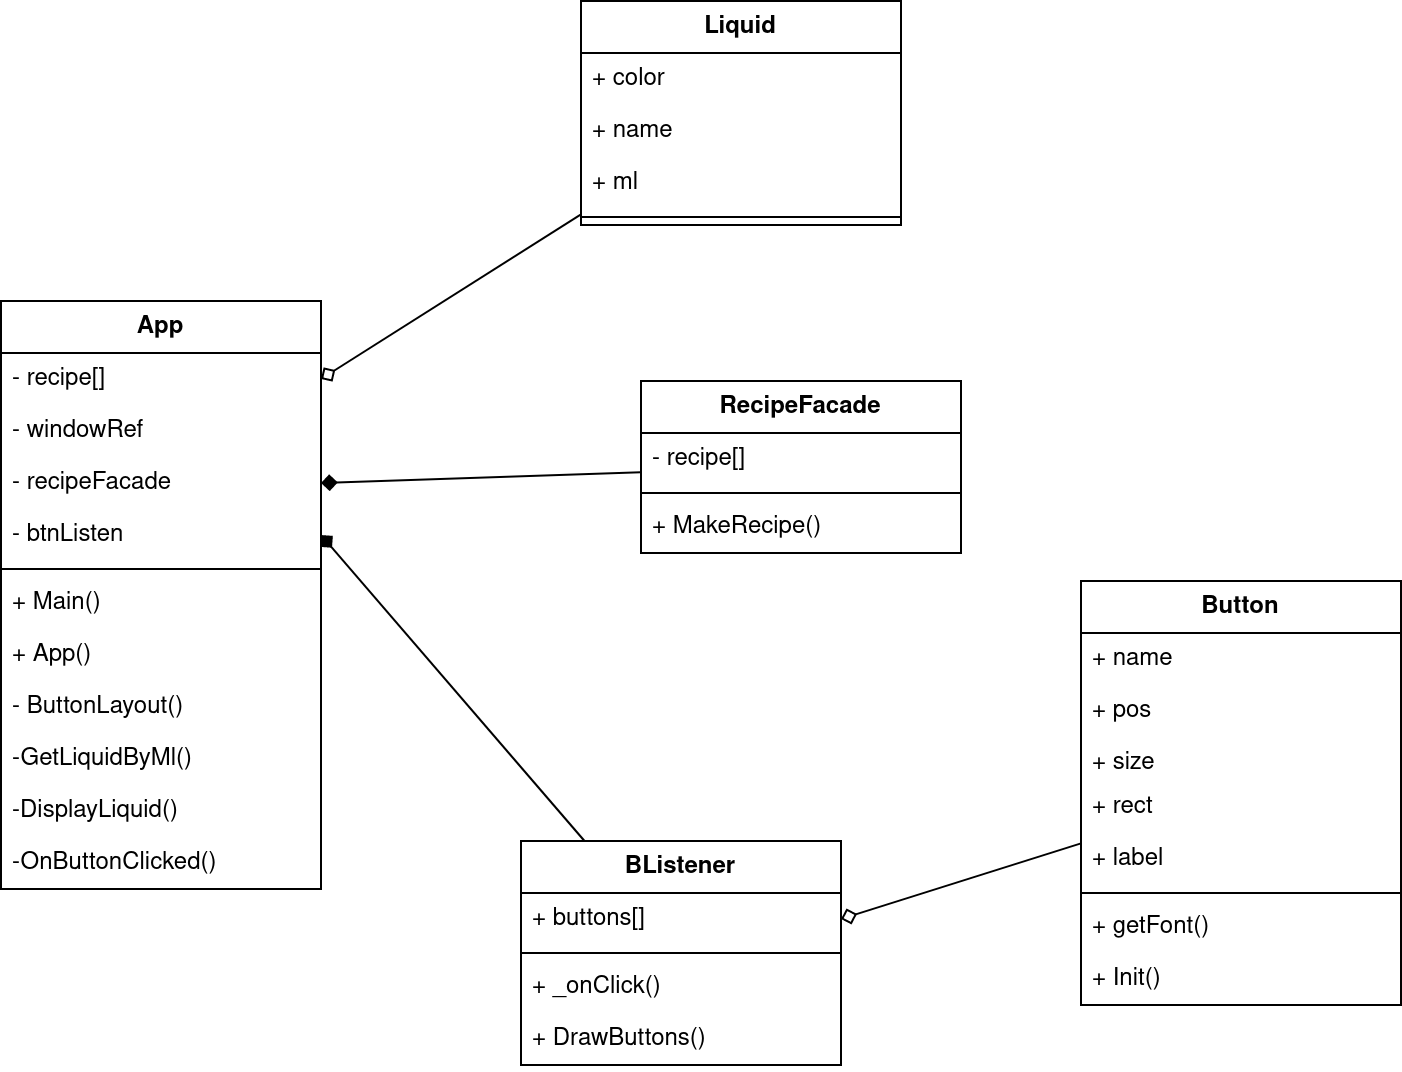 Liquid
+ color
+ name
+ ml
App
- recipe[]
- windowRef
- recipeFacade
- btnListen
+ Main()
+ App()
- ButtonLayout()
-GetLiquidByMl()
-DisplayLiquid()
-OnButtonClicked()
RecipeFacade
- recipe[]
+ MakeRecipe()
Button
+ name
+ pos
+ size
+ rect
+ label
+ getFont()
+ Init()
BListener
+ buttons[]
+ _onClick()
+ DrawButtons()